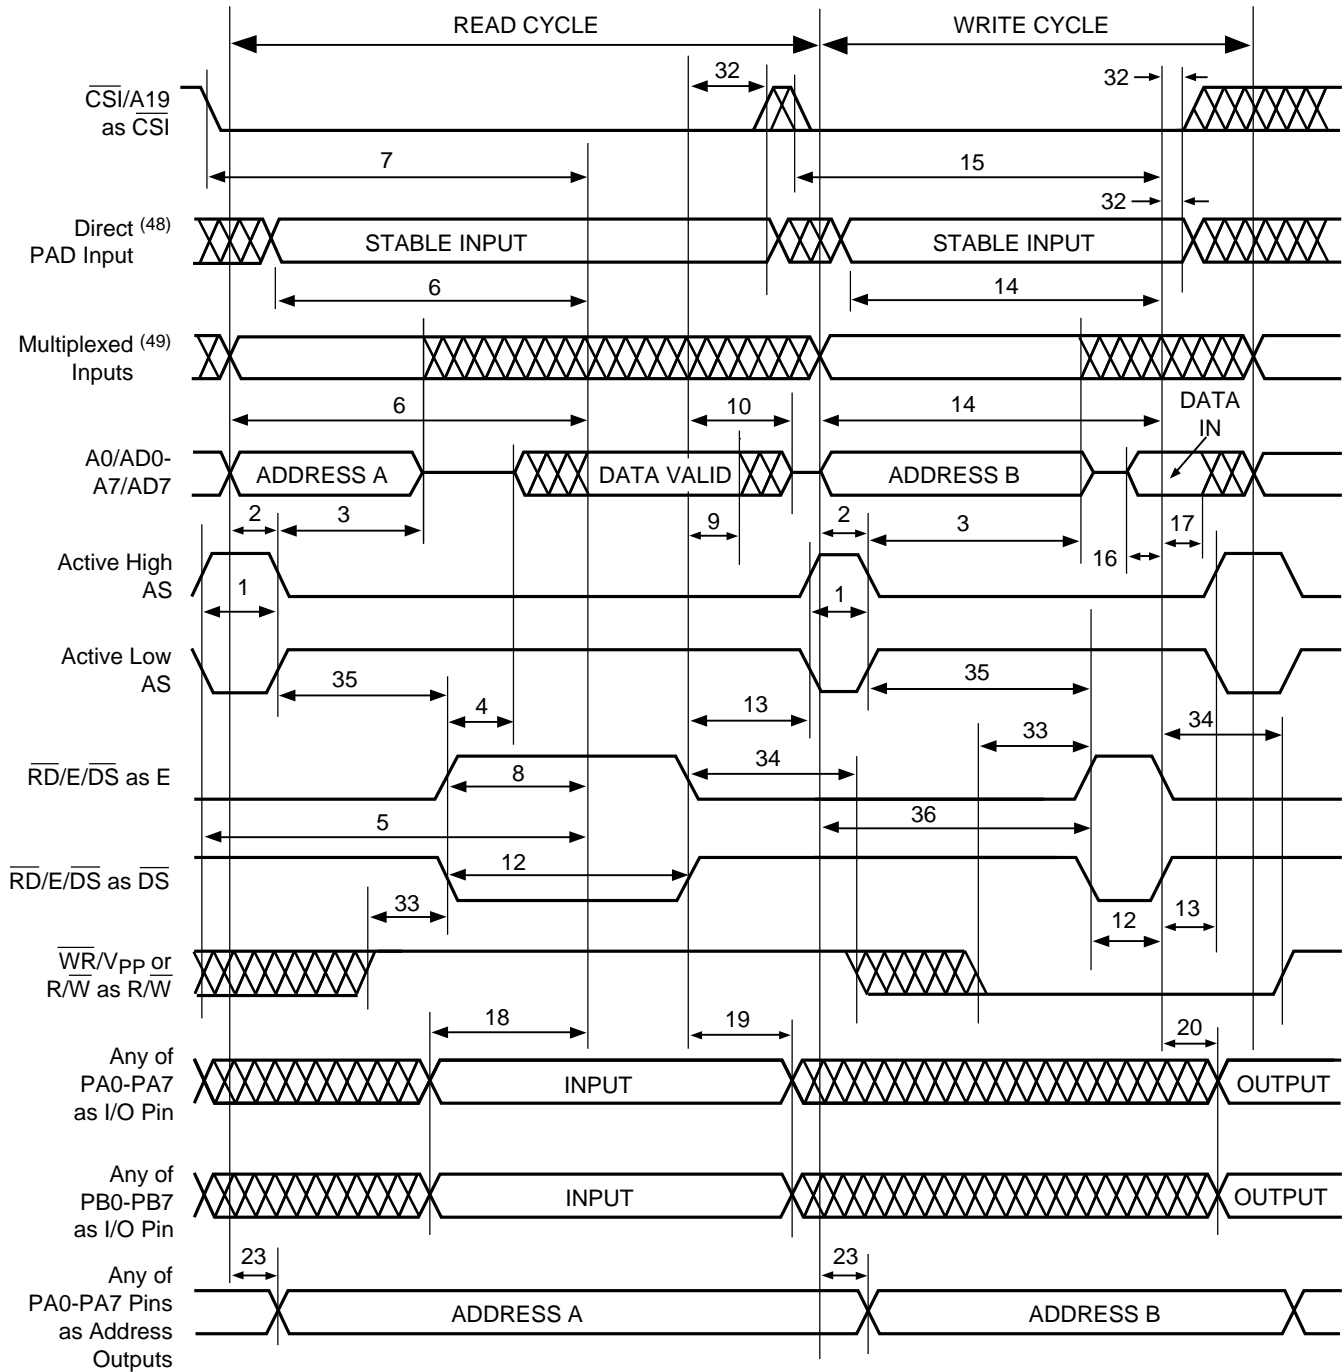 READ CYCLE
WRITE CYCLE
32
32
CSI/A19
as CSI
7
15
32
Direct (48)
PAD Input
STABLE INPUT
STABLE INPUT
6
14
Multiplexed (49)
Inputs
6
10
14
DATA
IN
A0/AD0-
A7/AD7
ADDRESS A
DATA VALID
ADDRESS B
2
3
9
2
3
17
16
Active High
AS
1
1
Active Low
AS
35
35
4
13
34
33
34
RD/E/DS as E
8
5
36
RD/E/DS as DS
12
33
12
13
WR/VPP or
R/W as R/W
18
19
20
Any of
PA0-PA7
as I/O Pin
INPUT
OUTPUT
Any of
PB0-PB7
as I/O Pin
INPUT
OUTPUT
23
23
Any of
PA0-PA7 Pins
as Address
Outputs
ADDRESS A
ADDRESS B